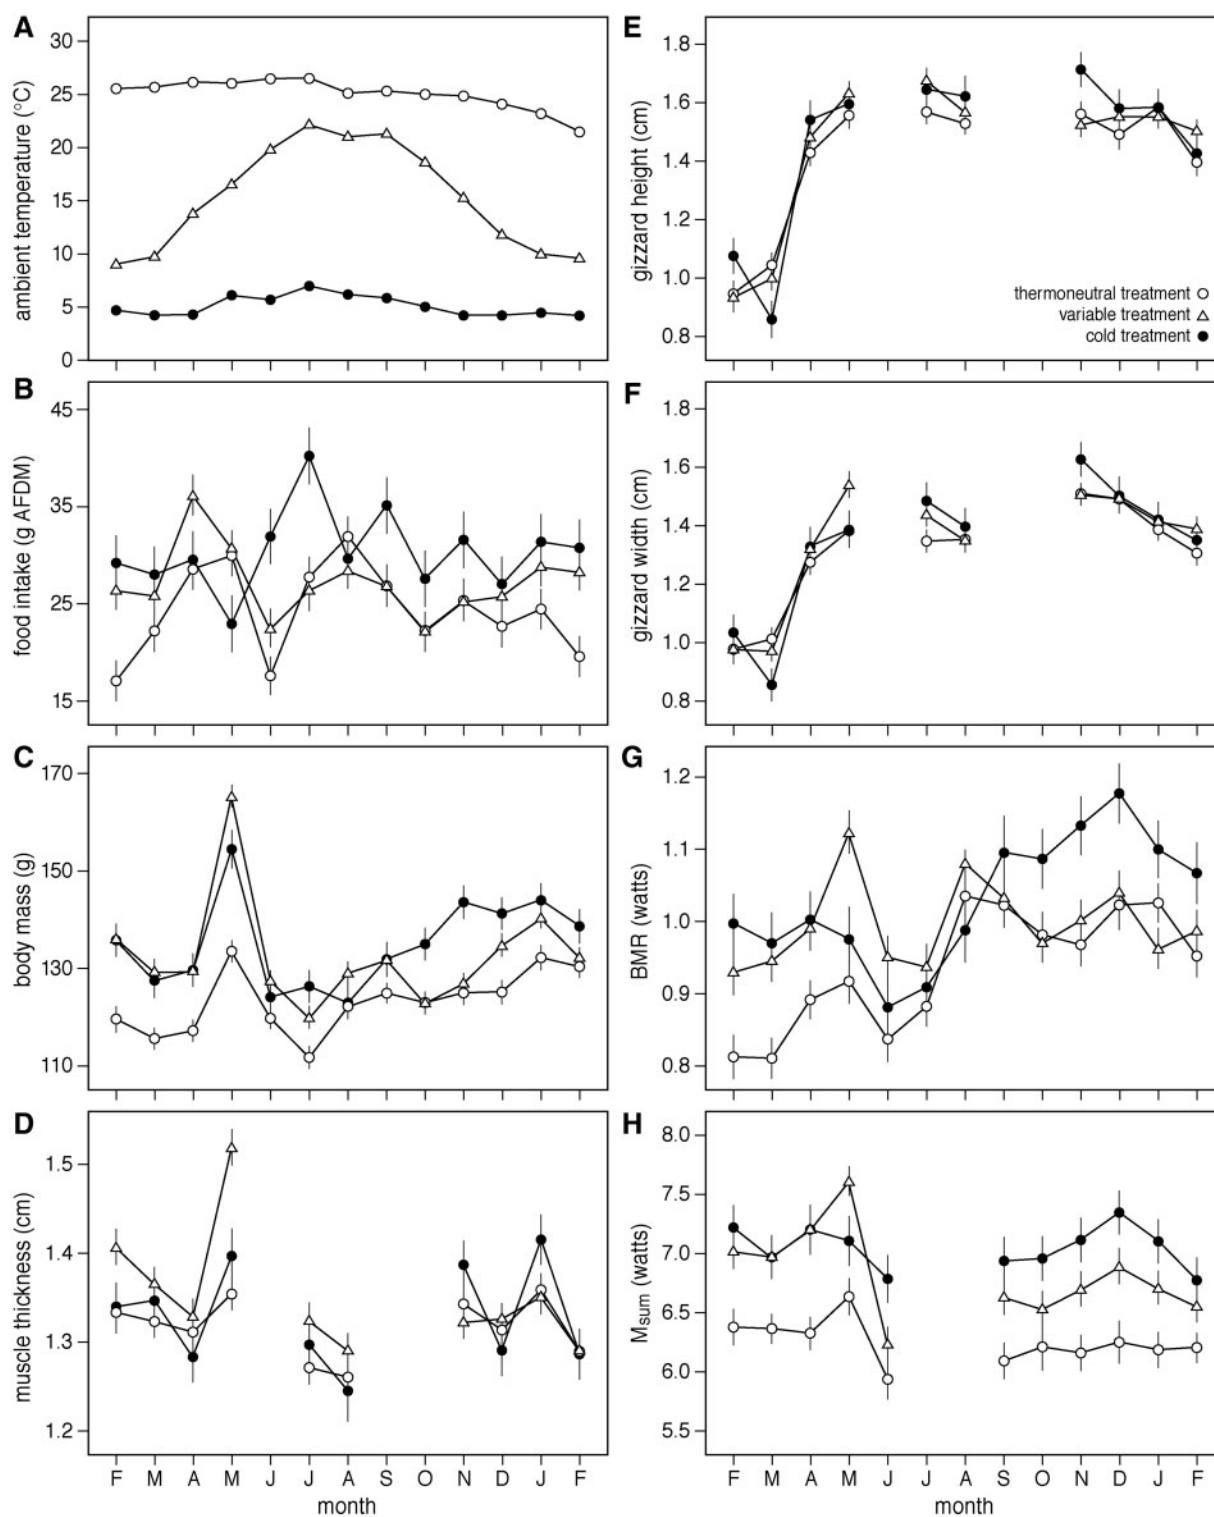 A
30
25
20
15
10
5
0
ambient temperature (°C)
B
45
35
25
15
food intake (g AFDM)
C
170
150
130
110
body mass (g)
D
1.5
1.4
1.3
1.2
muscle thickness (cm)
F M A M J J A S O N D J F
month
E
1.8
1.6
1.4
1.2
1.0
0.8
gizzard height (cm)
thermoneutral treatment
variable treatment
cold treatment
F
1.8
1.6
1.4
1.2
1.0
0.8
gizzard width (cm)
G
1.2
1.1
1.0
0.9
0.8
BMR (watts)
H
8.0
7.5
7.0
6.5
6.0
5.5
Msum (watts)
F M A M J J A S O N D J F
month